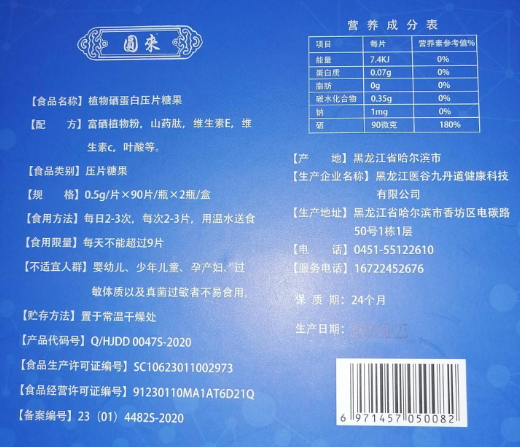 圓來
【食品名称】植物硒蛋白压片糖果
【配 方】富硒植物粉，山药肽，维生素E，维
生素c，叶酸等。
【食品类别】压片糖果
【规 格】0.5g/片×90片/瓶×2瓶/盒
【食用方法】每日2-3次，每次2-3片，用温水送食
【食用限量】每天不能超过9片
【不适宜人群】婴幼儿、少年儿童、孕产妇、过
敏体质以及真菌过敏者不易食用。
【贮存方法】置于常温干燥处
【产品代码号】Q/HJDD 0047S-2020
【食品生产许可证编号】SC10623011002973
【食品经营许可证编号】91230110MA1AT6D21Q
【备案编号】23（01）4482S-2020
营养成分表
项目 每片 营养素参考值%
能量 7.4KJ 0%
蛋白质 0.07g 0%
脂肪 0g 0%
碳水化合物 0.35g 0%
钠 1mg 0%
硒 90微克 180%
【产 地】黑龙江省哈尔滨市
【生产企业名称】黑龙江医谷九丹道健康科技
有限公司
【生产地址】黑龙江省哈尔滨市香坊区电碳路
50号1栋1层
【电 话】0451-55122610
【服务电话】16722452676
保 质 期：24个月
生产日期：
6 971457 050082